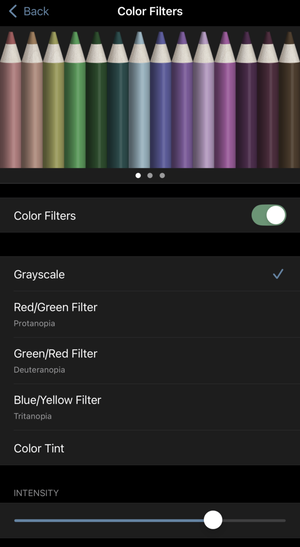 Back
Color Filters
Color Filters
Grayscale
Red/Green Filter
Protanopia
Green/Red Filter
Deuteranopia
Blue/Yellow Filter
Tritanopia
Color Tint
INTENSITY